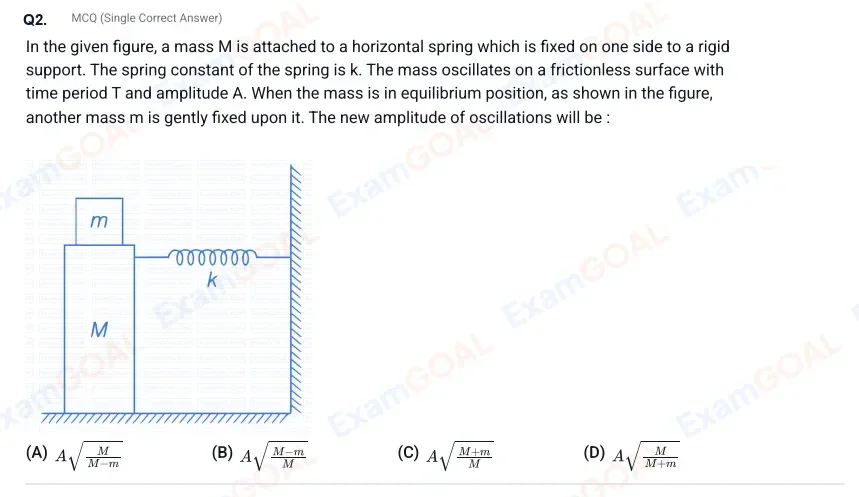 Q2. MCQ (Single Correct Answer)
In the given figure, a mass M is attached to a horizontal spring which is fixed on one side to a rigid
support. The spring constant of the spring is k. The mass oscillates on a frictionless surface with
time period T and amplitude A. When the mass is in equilibrium position, as shown in the figure,
another mass m is gently fixed upon it. The new amplitude of oscillations will be :
ExamGOAL
m
k
M
(A) A√(M/(M−m)) (B) A√((M−m)/M) (C) A√((M+m)/M) (D) A√(M/(M+m))